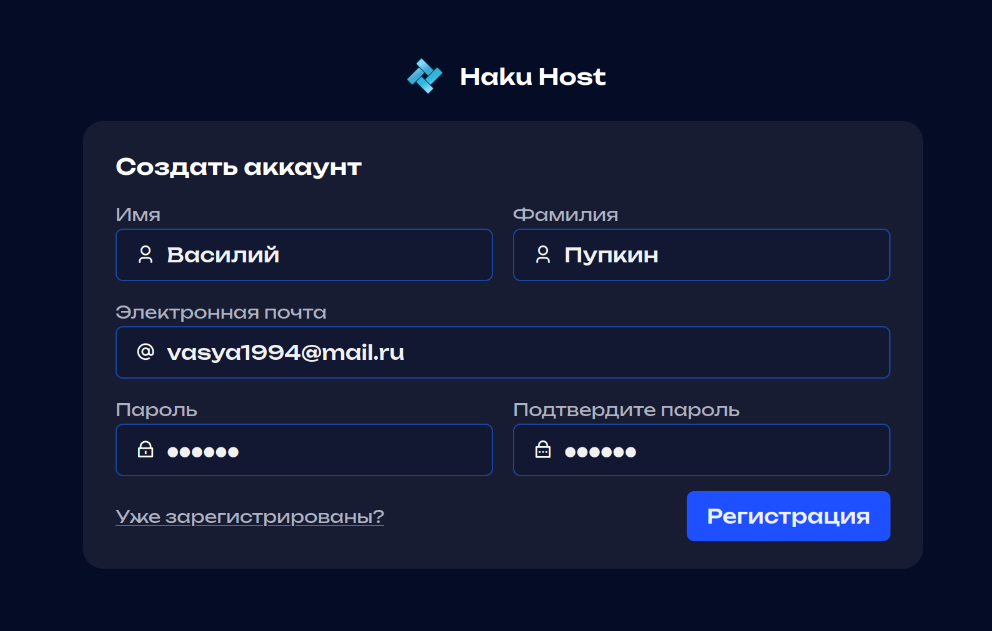 Haku Host
Создать аккаунт
Имя
Фамилия
Василий
Пупкин
Электронная почта
vasya1994@mail.ru
Пароль
Подтвердите пароль
●●●●●●
●●●●●●
Уже зарегистрированы?
Регистрация